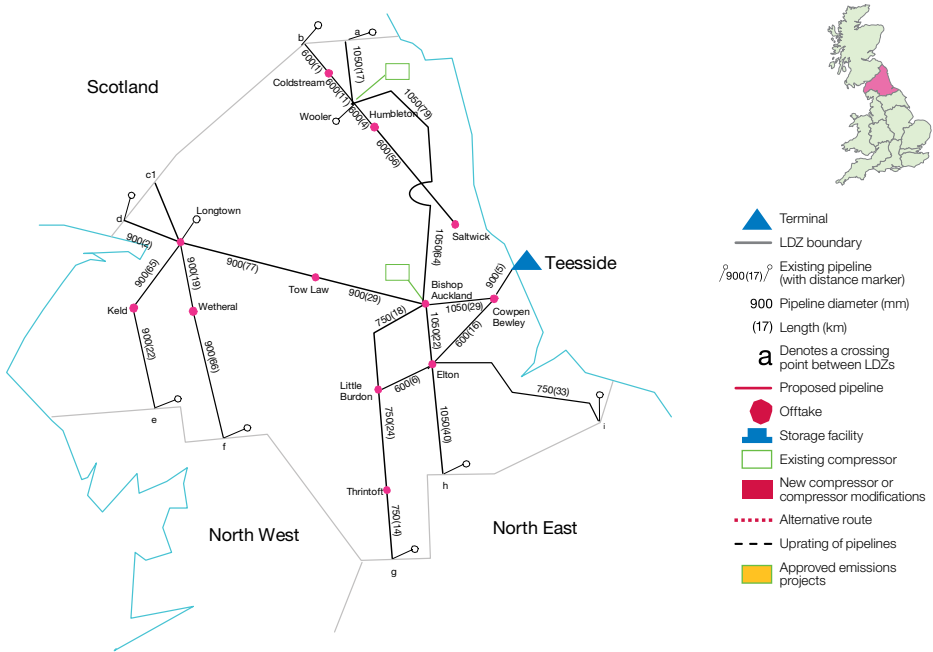 b
a
600(1)
1050(17)
Scotland
Coldstream
600(11)
1050(79)
Wooler
600(4)
Humbleton
600(56)
c1
d
Longtown
900(2)
Saltwick
1050(64)
900(65)
900(19)
900(77)
900(5)
Teesside
Tow Law
900(29)
Bishop
Auckland
1050(29)
Keld
Wetheral
750(18)
Cowpen
Bewley
1050(22)
600(16)
900(22)
900(66)
Elton
Little
Burdon
600(6)
750(33)
e
f
750(24)
1050(40)
i
h
Thrintoft
750(14)
North West
North East
g
Terminal
LDZ boundary
900(17)
Existing pipeline
(with distance marker)
900
Pipeline diameter (mm)
(17)
Length (km)
a
Denotes a crossing
point between LDZs
Proposed pipeline
Offtake
Storage facility
Existing compressor
New compressor or
compressor modifications
Alternative route
Uprating of pipelines
Approved emissions
projects